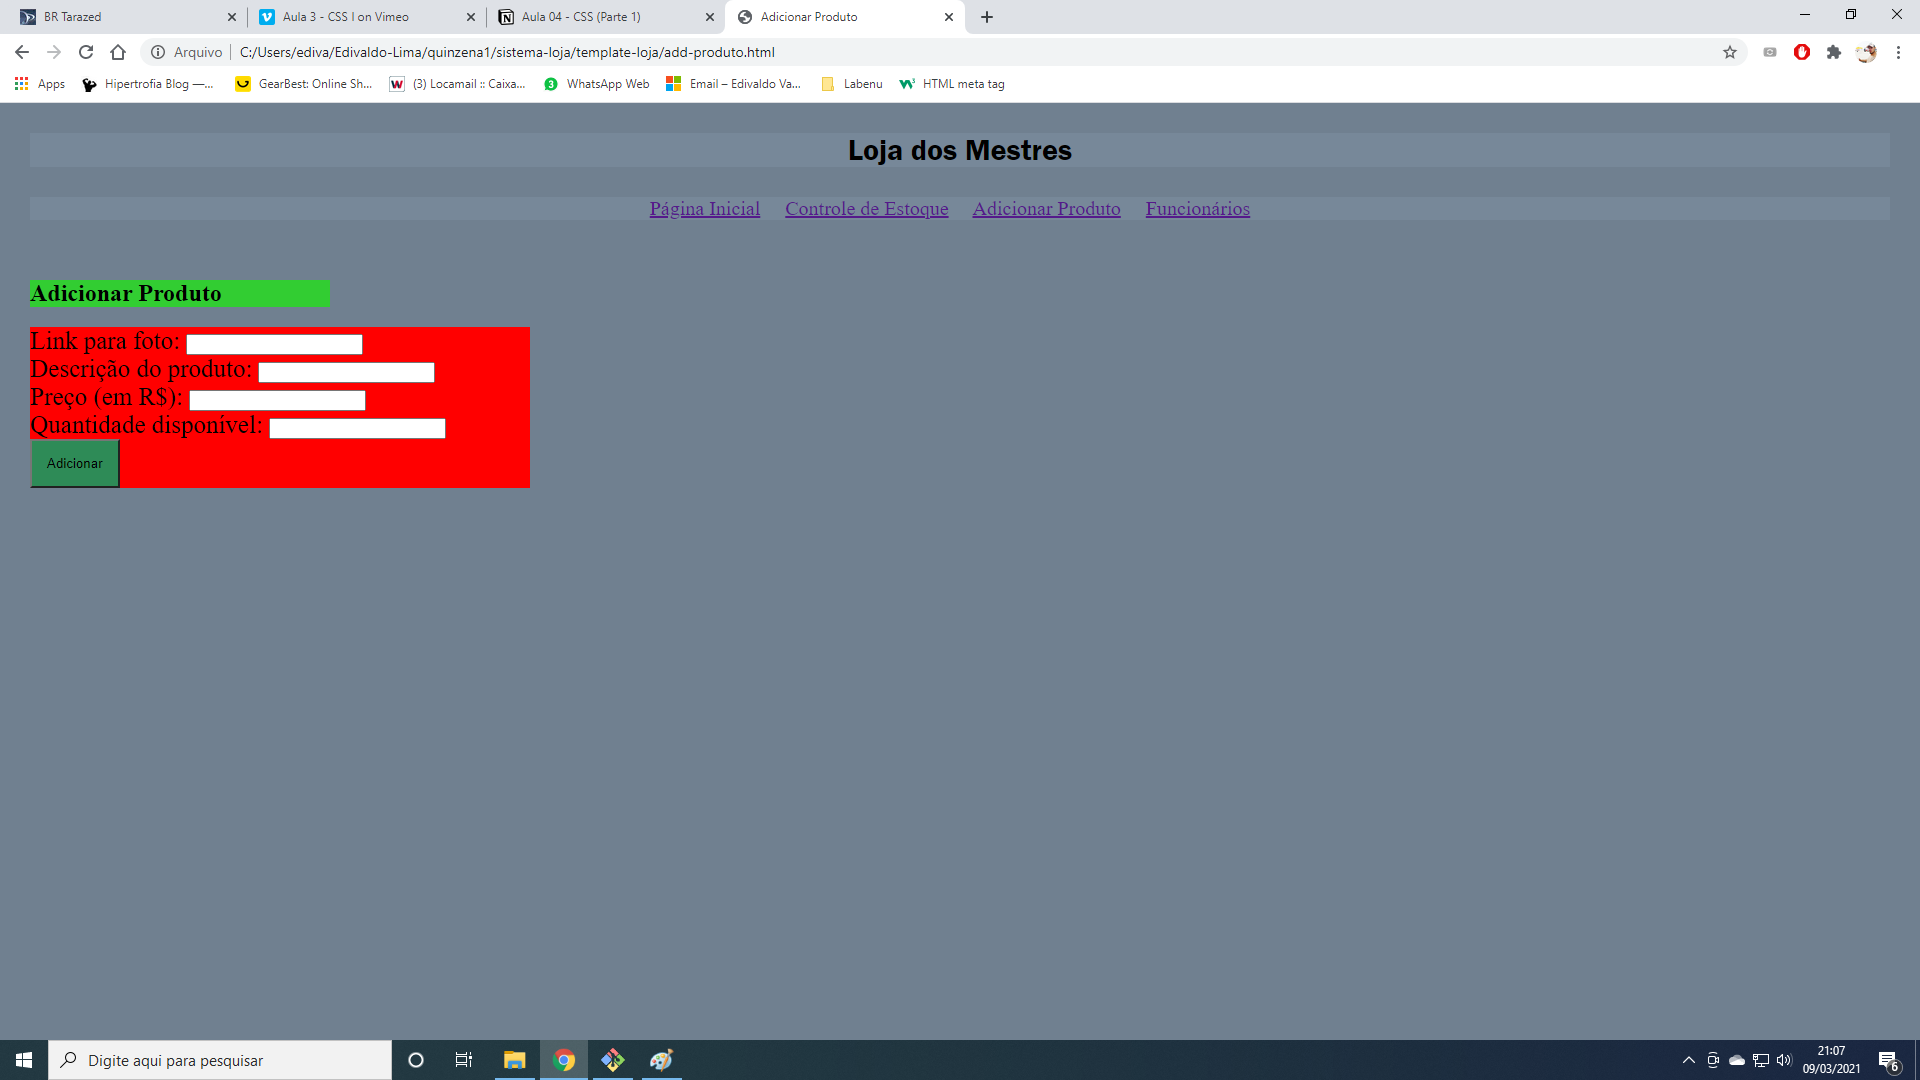 BR Tarazed
Aula 3 - CSS I on Vimeo
Aula 04 - CSS (Parte 1)
Adicionar Produto
Arquivo
C:/Users/ediva/Edivaldo-Lima/quinzena1/sistema-loja/template-loja/add-produto.html
Apps
Hipertrofia Blog —...
GearBest: Online Sh...
(3) Locamail :: Caixa...
WhatsApp Web
Email – Edivaldo Va...
Labenu
HTML meta tag
Loja dos Mestres
Página Inicial Controle de Estoque Adicionar Produto Funcionários
Adicionar Produto
Link para foto:
Descrição do produto:
Preço (em R$):
Quantidade disponível:
Adicionar
Digite aqui para pesquisar
21:07
09/03/2021
6